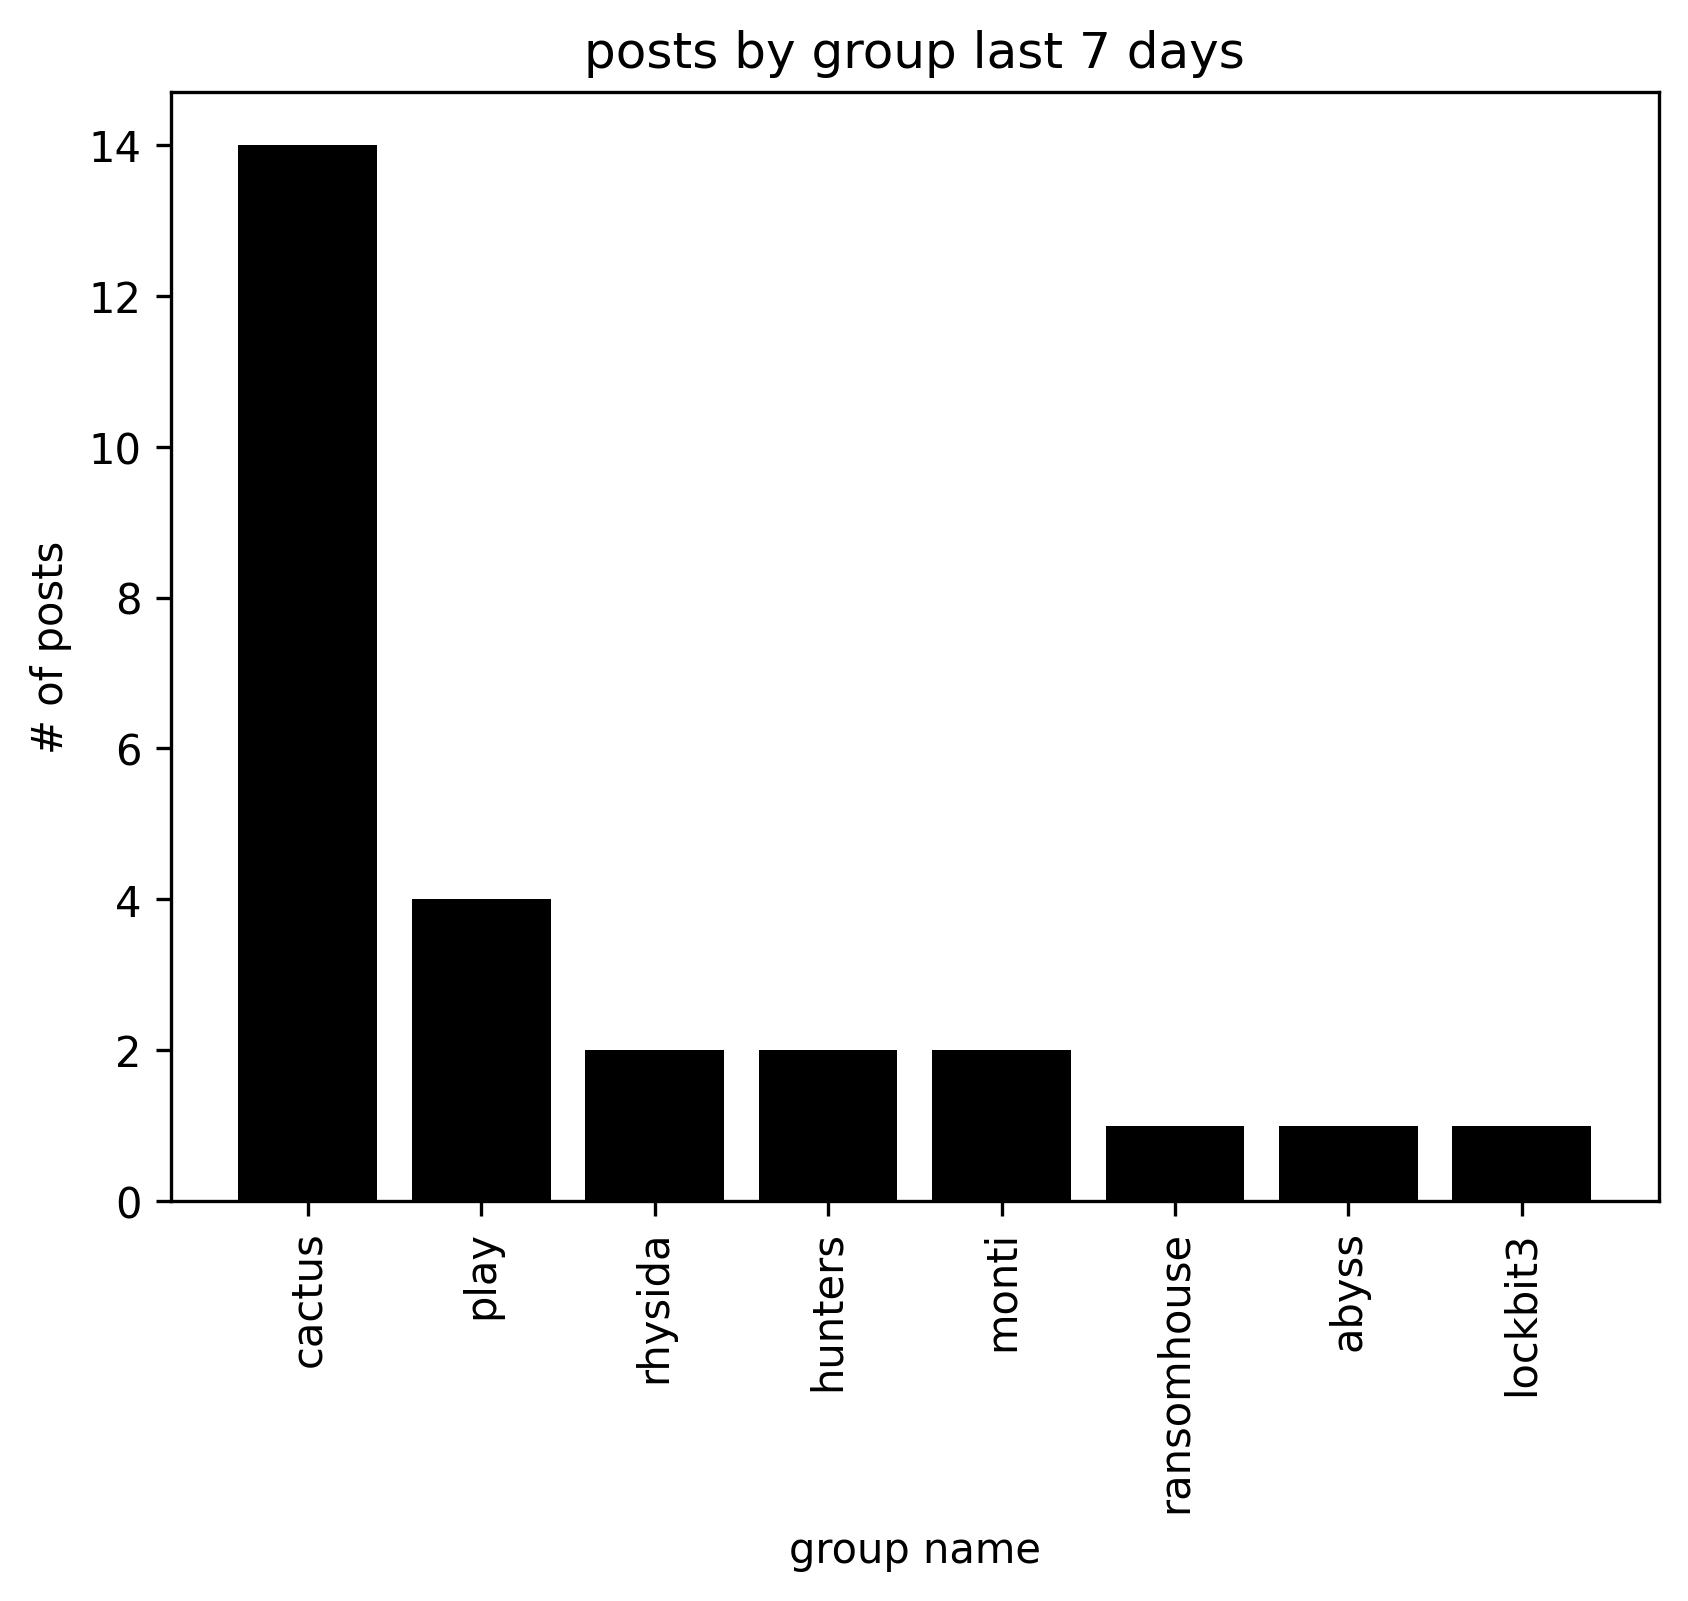 posts by group last 7 days
14
12
10
8
6
4
2
0
# of posts
cactus
play
rhysida
hunters
monti
ransomhouse
abyss
lockbit3
group name